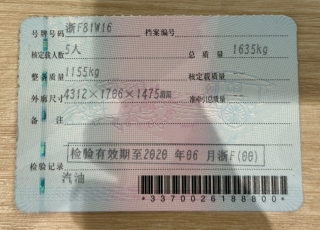 号牌号码 浙F81W16 档案编号
核定载人数 5人 总质量 1635kg
整备质量 1155kg 核定载质量
外廓尺寸 4312×1706×1475mm 准牵引总质量
备注
检验有效期至2020年06月浙F(00)
检验记录
汽油
*3370026188800*